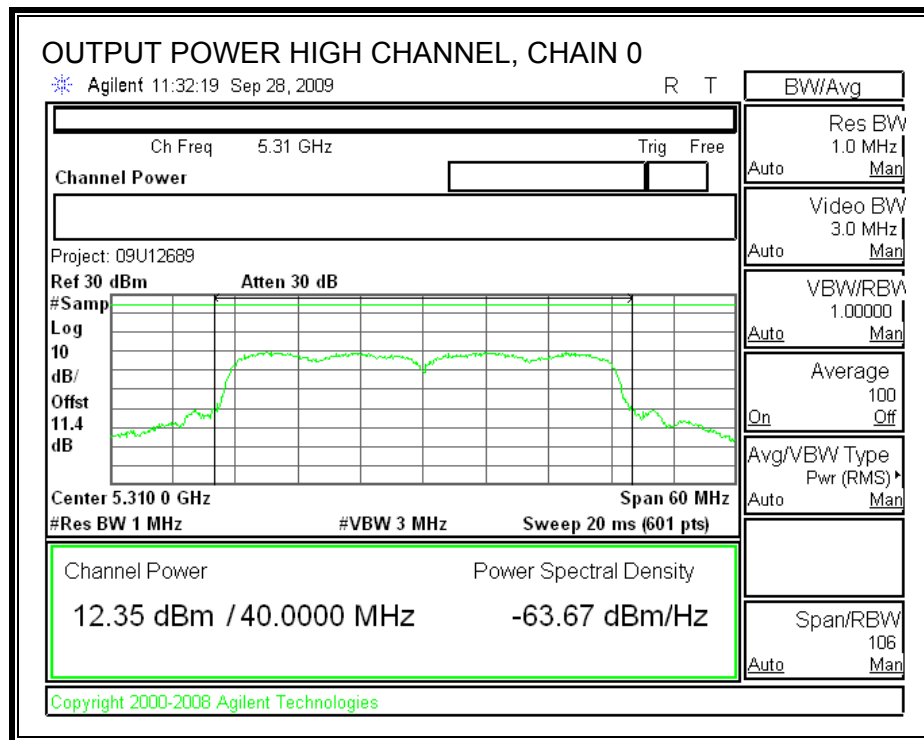 OUTPUT POWER HIGH CHANNEL, CHAIN 0
Agilent 11:32:19 Sep 28, 2009 R T
Ch Freq 5.31 GHz Trig Free
Channel Power
Project: 09U12689
Ref 30 dBm Atten 30 dB
#Samp
Log
10
dB/
Offst
11.4
dB
Center 5.310 0 GHz Span 60 MHz
#Res BW 1 MHz #VBW 3 MHz Sweep 20 ms (601 pts)
Channel Power Power Spectral Density
12.35 dBm / 40.0000 MHz -63.67 dBm/Hz
Copyright 2000-2008 Agilent Technologies
BW/Avg
Res BW
1.0 MHz
Auto Man
Video BW
3.0 MHz
Auto Man
VBW/RBW
1.00000
Auto Man
Average
100
On Off
Avg/VBW Type
Pwr (RMS)
Auto Man
Span/RBW
106
Auto Man